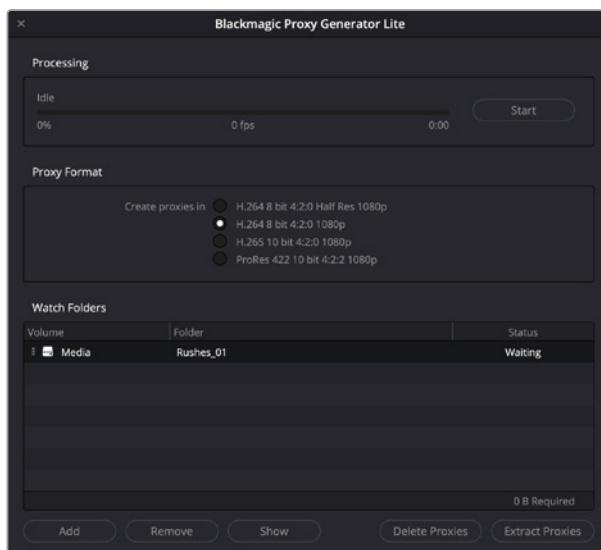 Blackmagic Proxy Generator Lite
Processing
Idle
Start
0% 0 fps 0:00
Proxy Format
Create proxies in H.264 8 bit 4:2:0 Half Res 1080p
H.264 8 bit 4:2:0 1080p
H.265 10 bit 4:2:0 1080p
ProRes 422 10 bit 4:2:2 1080p
Watch Folders
Volume Folder Status
Media Rushes_01 Waiting
0 B Required
Add Remove Show Delete Proxies Extract Proxies